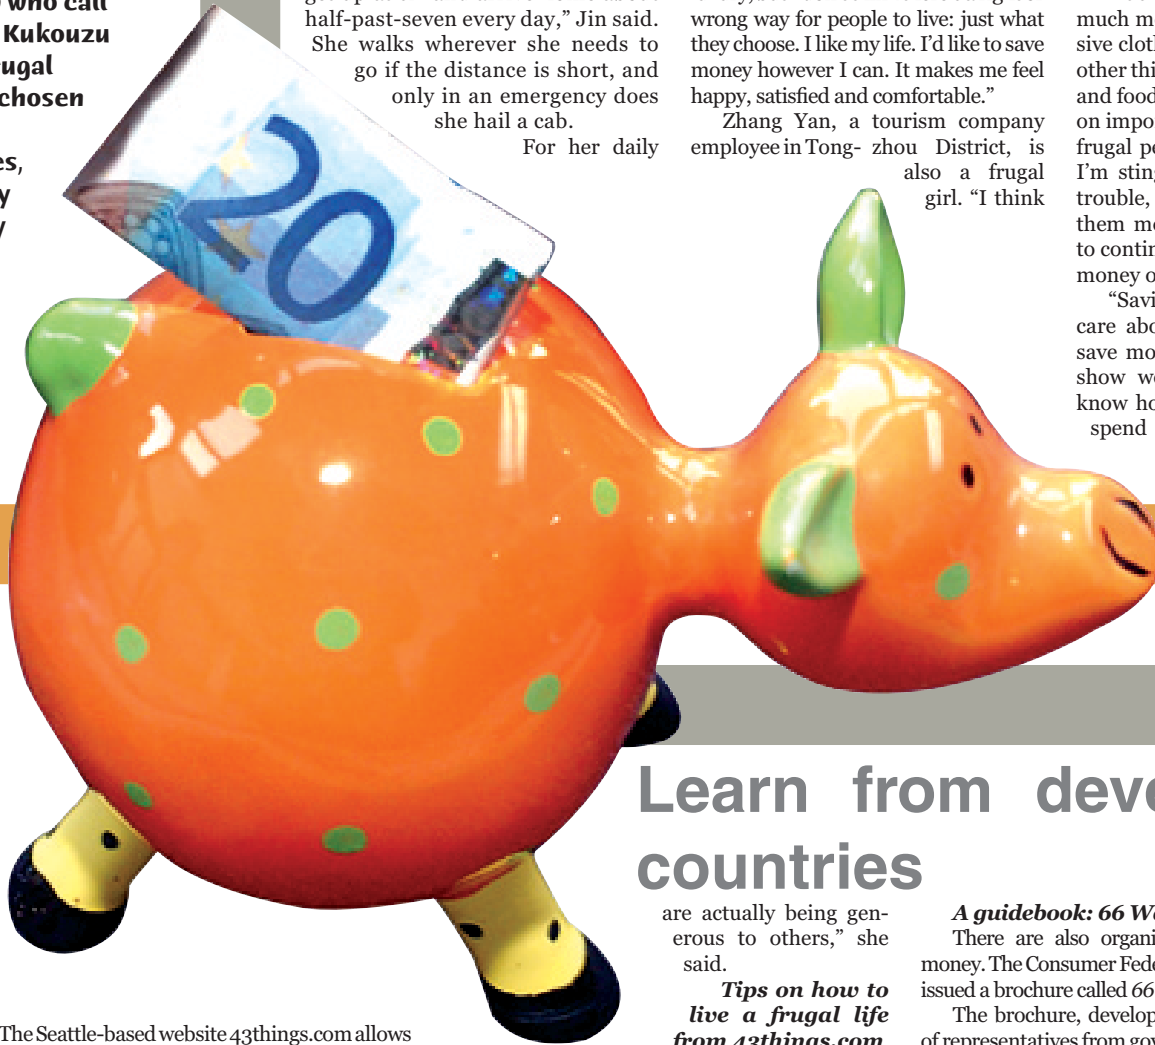 who call
Kukouzu
rugal
chosen
es,
y
half-past-seven every day,” Jin said.
She walks wherever she needs to
go if the distance is short, and
only in an emergency does
she hail a cab.
For her daily
wrong way for people to live: just what
they choose. I like my life. I’d like to save
money however I can. It makes me feel
happy, satisfied and comfortable.”
Zhang Yan, a tourism company
employee in Tong- zhou District, is
also a frugal
girl. “I think
much m
sive clot
other thi
and food
on impo
frugal pe
I’m sting
trouble,
them mo
to contin
money o
“Savi
care abo
save mo
show we
know ho
spend
Learn from deve
countries
are actually being gen-
erous to others,” she
said.
Tips on how to
live a frugal life
from 43things.com
A guidebook: 66 W
There are also organi
money. The Consumer Fede
issued a brochure called 66
The brochure, develop
of representatives from gov
The Seattle-based website 43things.com allows